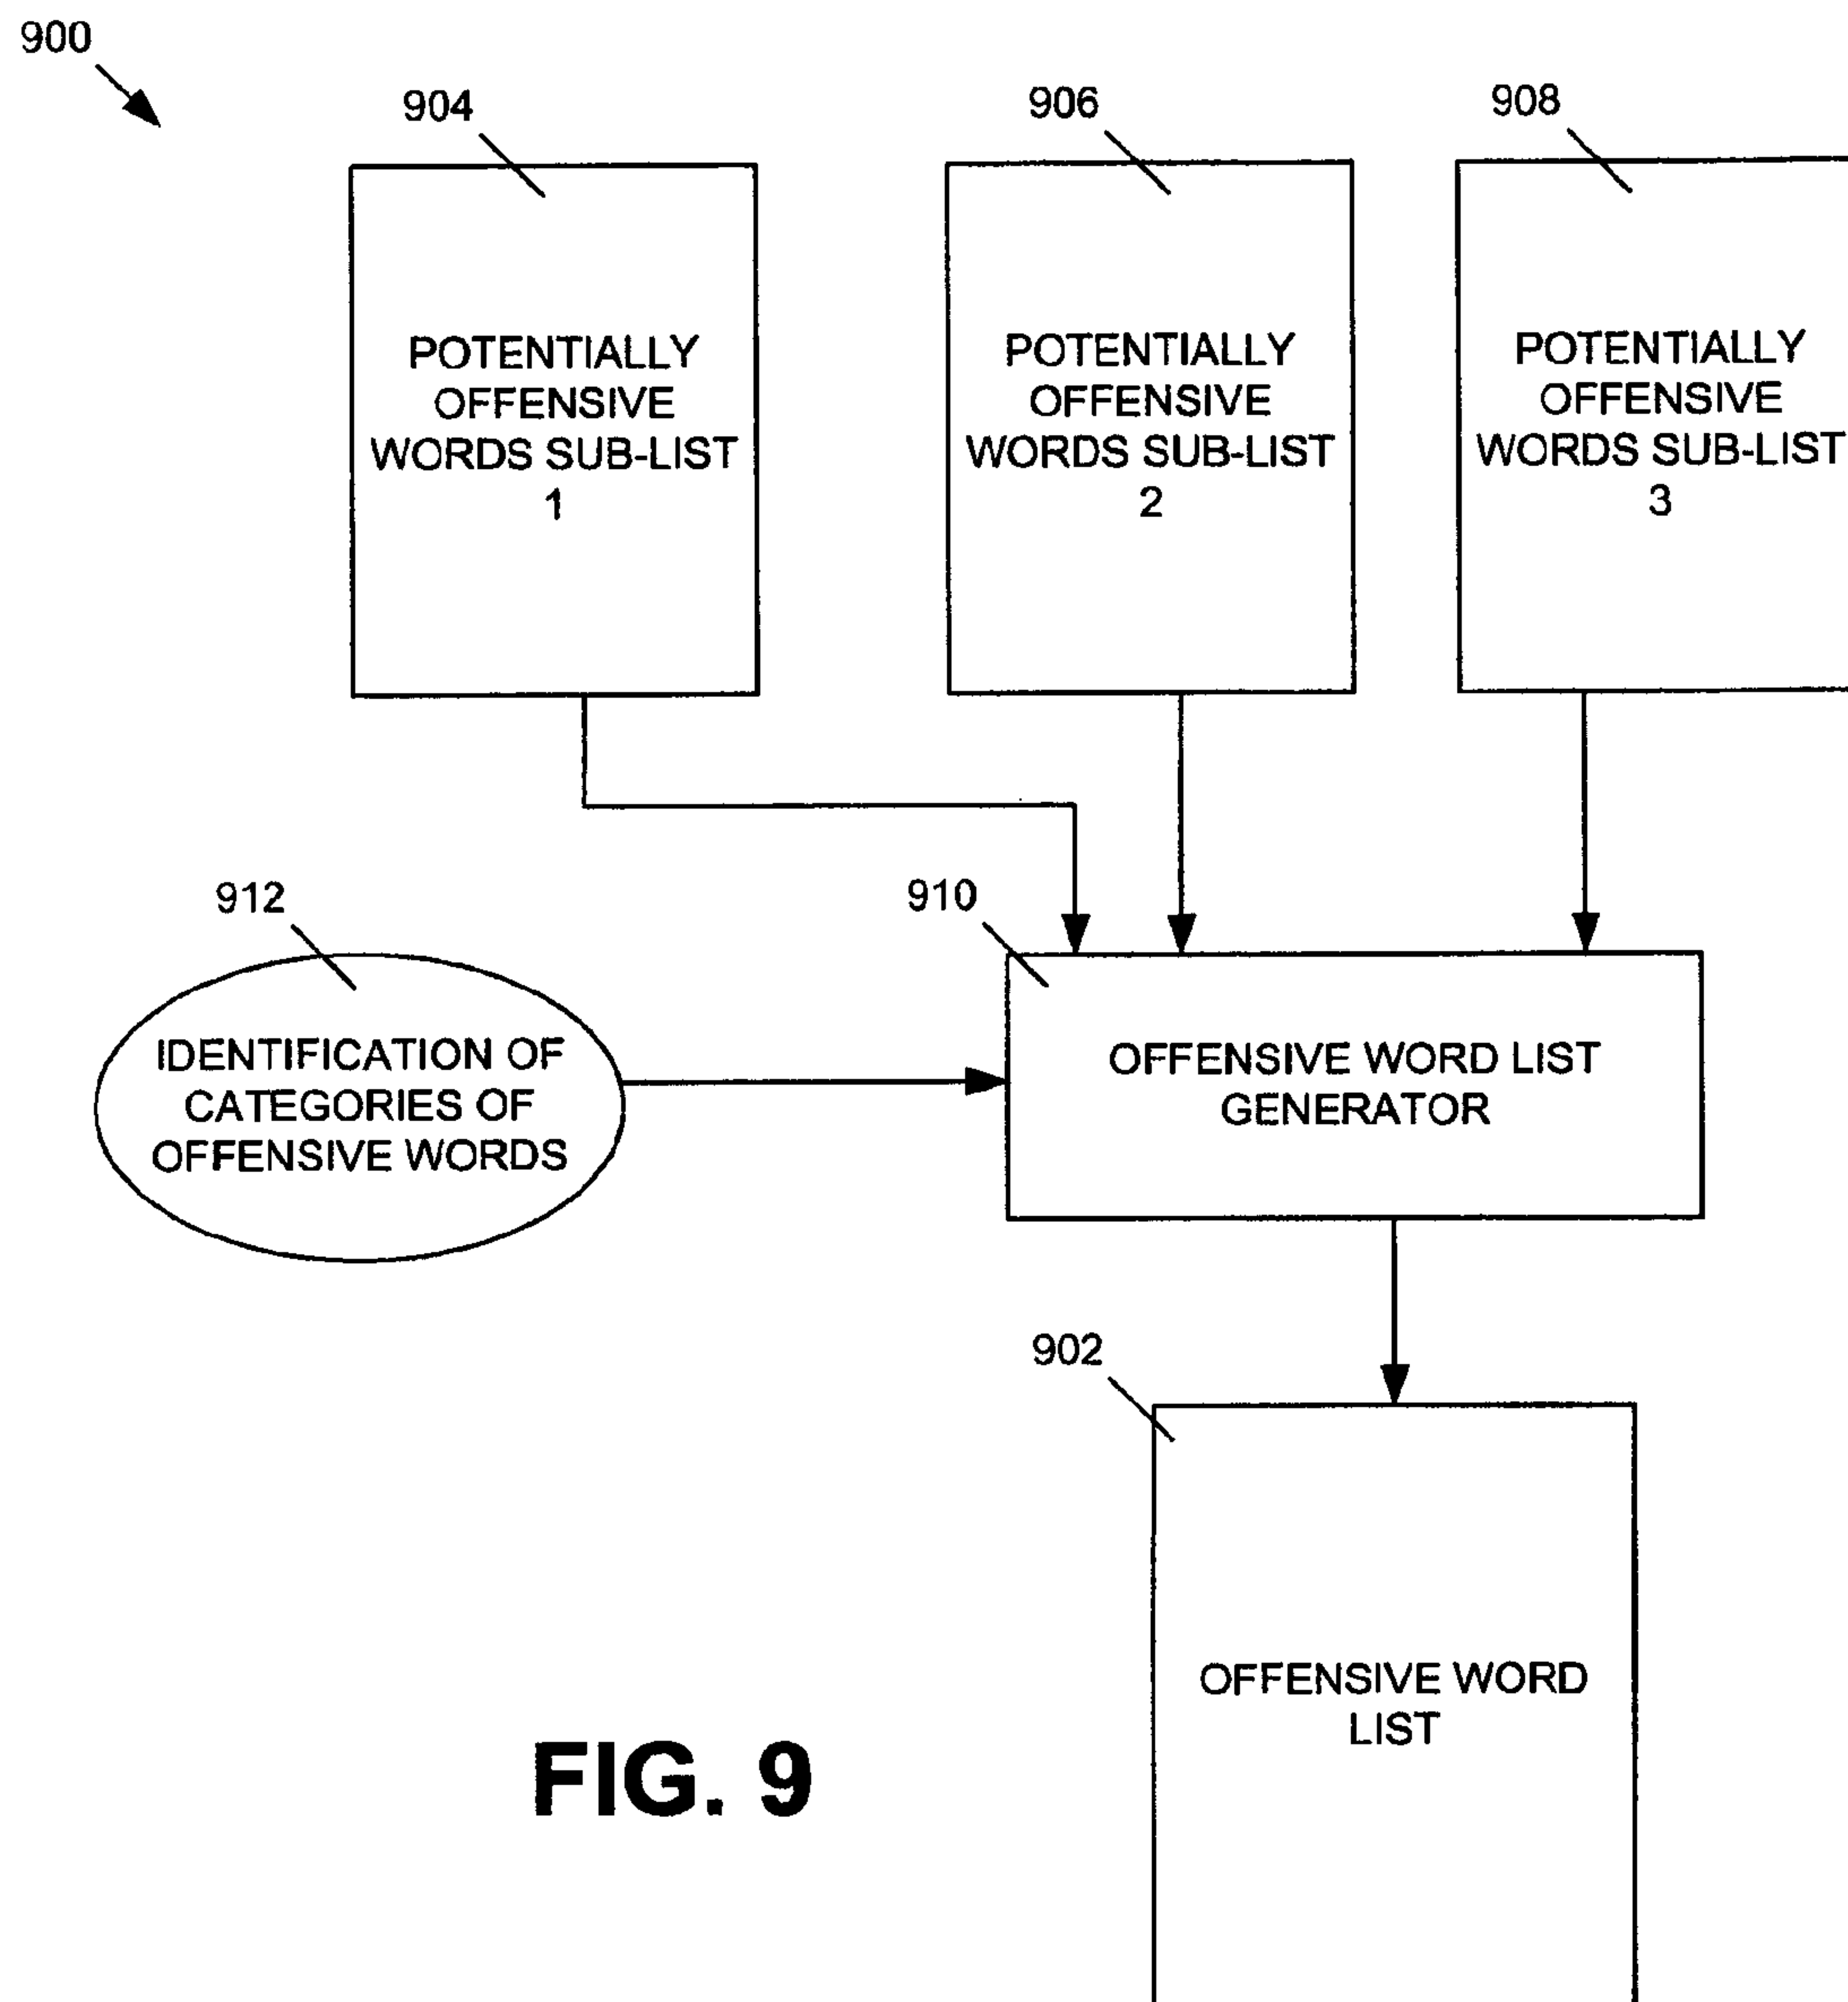 900
904
906
908
POTENTIALLY
OFFENSIVE
WORDS SUB-LIST
1
POTENTIALLY
OFFENSIVE
WORDS SUB-LIST
2
POTENTIALLY
OFFENSIVE
WORDS SUB-LIST
3
912
910
IDENTIFICATION OF
CATEGORIES OF
OFFENSIVE WORDS
OFFENSIVE WORD LIST
GENERATOR
902
OFFENSIVE WORD
LIST
FIG. 9